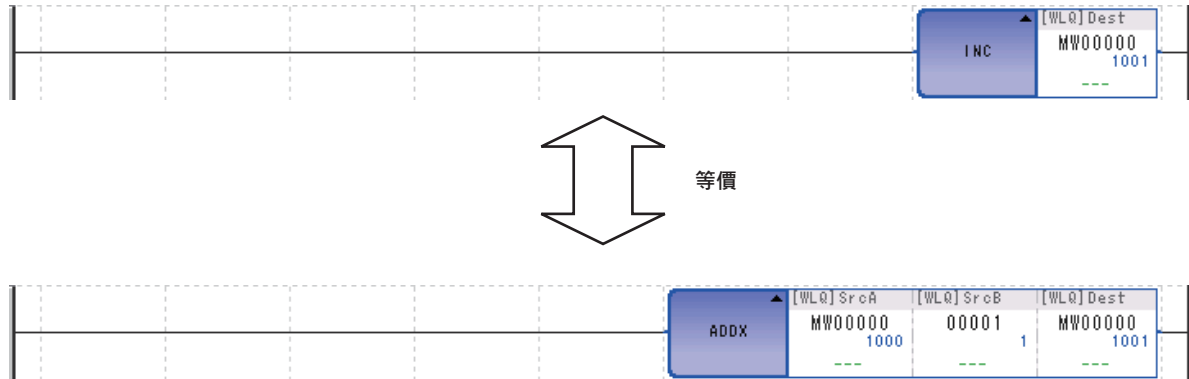 [WLQ]Dest
INC
MW00000
1001
---
等價
[WLQ]SrcA [WLQ]SrcB [WLQ]Dest
ADDX
MW00000 00001 MW00000
1000 1 1001
--- --- ---